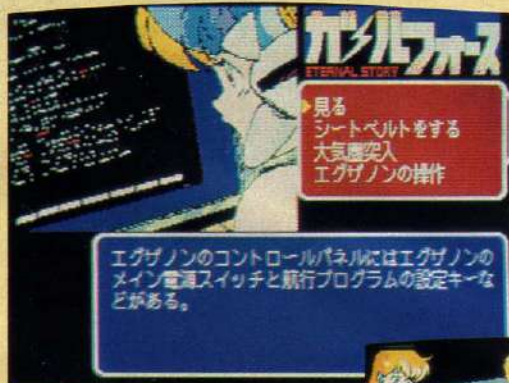 ガルフォース
ETERNAL STORY
見る
シートベルトをする
大気圏突入
エグザノンの操作
エグザノンのコントロールパネルにはエグザノンの
メイン電源スイッチと航行プログラムの設定キーな
どがある。